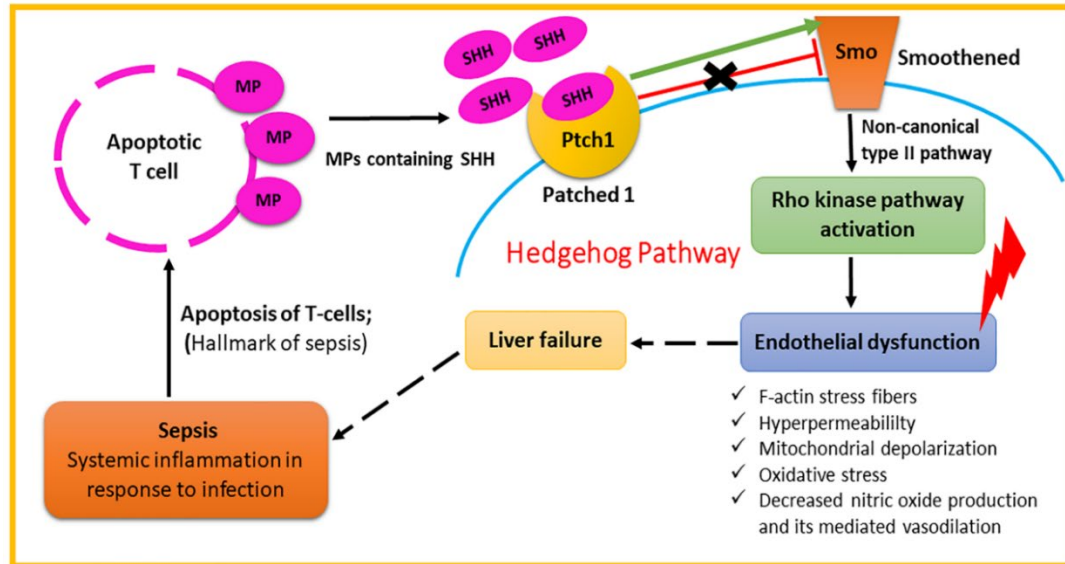 SHH
SHH
SHH
SHH
MP
MP
MP
Apoptotic
T cell
MPs containing SHH
Ptch1
Patched 1
Smo
Smoothened
Non-canonical
type II pathway
Rho kinase pathway
activation
Hedgehog Pathway
Apoptosis of T-cells;
(Hallmark of sepsis)
Liver failure
Endothelial dysfunction
✓ F-actin stress fibers
✓ Hyperpermeabililty
✓ Mitochondrial depolarization
✓ Oxidative stress
✓ Decreased nitric oxide production
and its mediated vasodilation
Sepsis
Systemic inflammation in
response to infection